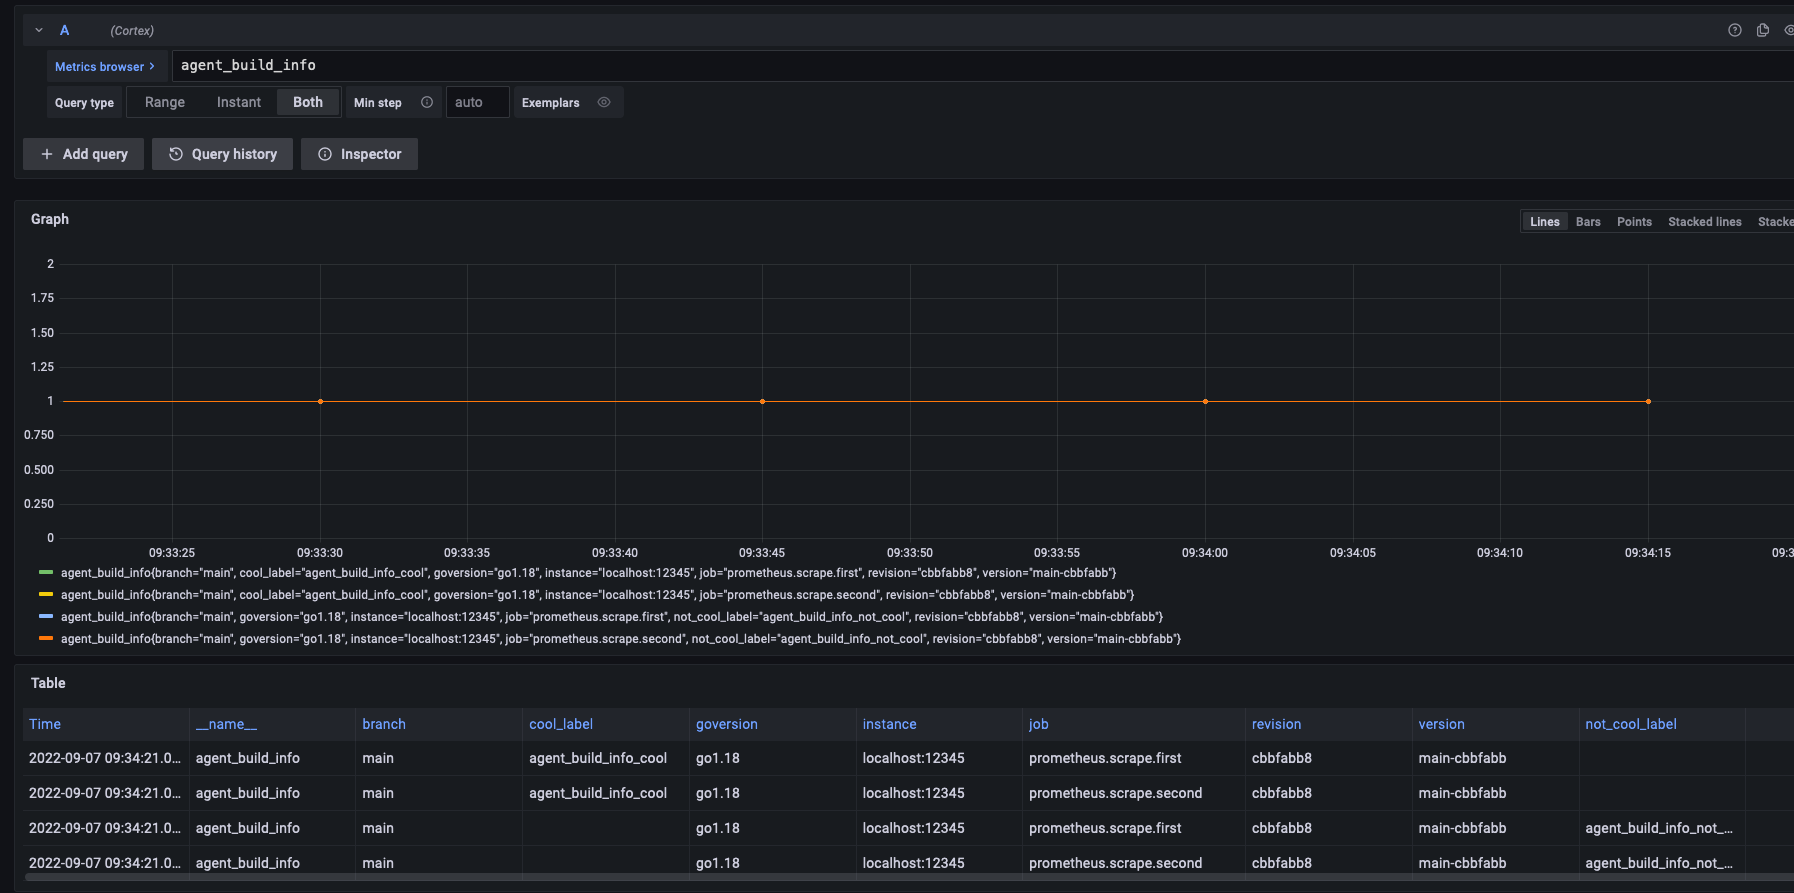 A (Cortex)
Metrics browser > agent_build_info
Query type Range Instant Both Min step auto Exemplars
+ Add query Query history Inspector
Graph
Lines Bars Points Stacked lines Stacke
2
1.75
1.50
1.25
1
0.750
0.500
0.250
0
09:33:25 09:33:30 09:33:35 09:33:40 09:33:45 09:33:50 09:33:55 09:34:00 09:34:05 09:34:10 09:34:15 09:3
agent_build_info{branch="main", cool_label="agent_build_info_cool", goversion="go1.18", instance="localhost:12345", job="prometheus.scrape.first", revision="cbbfabb8", version="main-cbbfabb"}
agent_build_info{branch="main", cool_label="agent_build_info_cool", goversion="go1.18", instance="localhost:12345", job="prometheus.scrape.second", revision="cbbfabb8", version="main-cbbfabb"}
agent_build_info{branch="main", goversion="go1.18", instance="localhost:12345", job="prometheus.scrape.first", not_cool_label="agent_build_info_not_cool", revision="cbbfabb8", version="main-cbbfabb"}
agent_build_info{branch="main", goversion="go1.18", instance="localhost:12345", job="prometheus.scrape.second", not_cool_label="agent_build_info_not_cool", revision="cbbfabb8", version="main-cbbfabb"}
Table
Time __name__ branch cool_label goversion instance job revision version not_cool_label
2022-09-07 09:34:21.0... agent_build_info main agent_build_info_cool go1.18 localhost:12345 prometheus.scrape.first cbbfabb8 main-cbbfabb
2022-09-07 09:34:21.0... agent_build_info main agent_build_info_cool go1.18 localhost:12345 prometheus.scrape.second cbbfabb8 main-cbbfabb
2022-09-07 09:34:21.0... agent_build_info main go1.18 localhost:12345 prometheus.scrape.first cbbfabb8 main-cbbfabb agent_build_info_not_...
2022-09-07 09:34:21.0... agent_build_info main go1.18 localhost:12345 prometheus.scrape.second cbbfabb8 main-cbbfabb agent_build_info_not_...